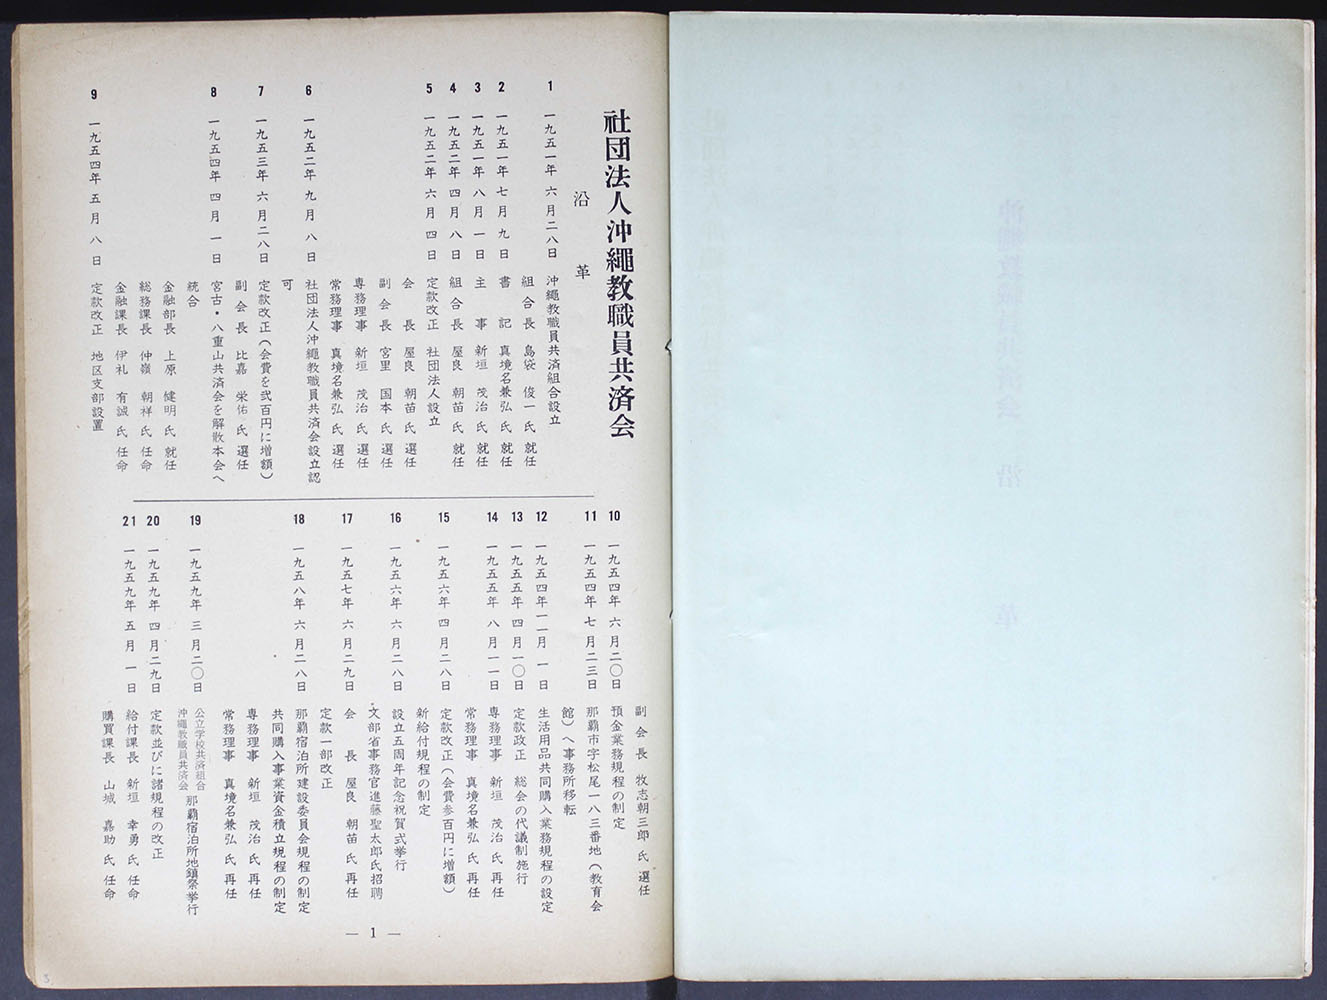 社団法人沖縄教職員共済会
沿革
1 一九五一年 六月二八日 沖縄教職員共済組合設立
組合長 島袋 俊一 氏 就任
2 一九五一年 七月 九日 書記 真境名兼弘 氏 就任
3 一九五一年 八月 一日 主事 新垣 茂治 氏 就任
4 一九五二年 四月 八日 組合長 屋良 朝苗 氏 就任
5 一九五二年 六月 四日 定款改正 社団法人設立
会長 屋良 朝苗 氏 選任
副会長 宮里 国本 氏 選任
専務理事 新垣 茂治 氏 選任
常務理事 真境名兼弘 氏 選任
6 一九五二年 九月 八日 社団法人沖縄教職員共済会設立認
可
7 一九五三年 六月二八日 定款改正(会費を弐百円に増額)
副会長 比嘉 栄佑 氏 選任
8 一九五四年 四月 一日 宮古・八重山共済会を解散本会へ
統合
金融部長 上原 健明 氏 就任
総務課長 仲嶺 朝祥 氏 任命
金融課長 伊礼 有誠 氏 任命
9 一九五四年 五月 八日 定款改正 地区支部設置
副会長 牧志朝三郎 氏 選任
10 一九五四年 六月二〇日 預金業務規程の制定
11 一九五四年 七月二三日 那覇市字松尾一八三番地(教育会
館)へ事務所移転
12 一九五四年一一月 一日 生活用品共同購入業務規程の設定
13 一九五五年 四月一〇日 定款改正 総会の代議制施行
14 一九五五年 八月一一日 専務理事 新垣 茂治 氏 再任
常務理事 真境名兼弘 氏 再任
15 一九五六年 四月二八日 定款改正(会費参百円に増額)
新給付規程の制定
16 一九五六年 六月二八日 設立五周年記念祝賀式挙行
文部省事務官進藤聖太郎氏招聘
17 一九五七年 六月二九日 会長 屋良 朝苗 氏 再任
定款一部改正
18 一九五八年 六月二八日 那覇宿泊所建設委員会規程の制定
共同購入事業資金積立規程の制定
専務理事 新垣 茂治 氏 再任
常務理事 真境名兼弘 氏 再任
19 一九五九年 三月二〇日 公立学校共済組合
沖縄教職員共済会 那覇宿泊所地鎮祭挙行
20 一九五九年 四月二九日 定款並びに諸規程の改正
21 一九五九年 五月 一日 給付課長 新垣 幸勇 氏 任命
購買課長 山城 嘉助 氏 任命
— 1 —
3